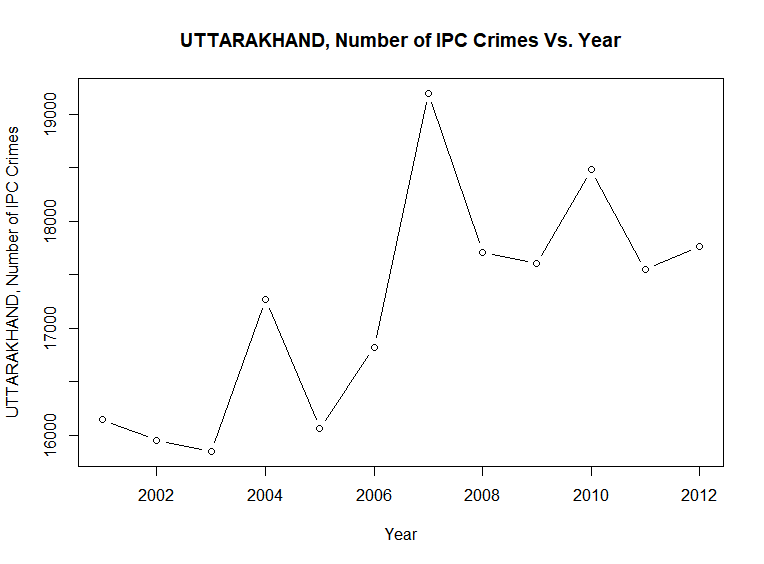 UTTARAKHAND, Number of IPC Crimes Vs. Year
UTTARAKHAND, Number of IPC Crimes
19000
18000
17000
16000
2002 2004 2006 2008 2010 2012
Year